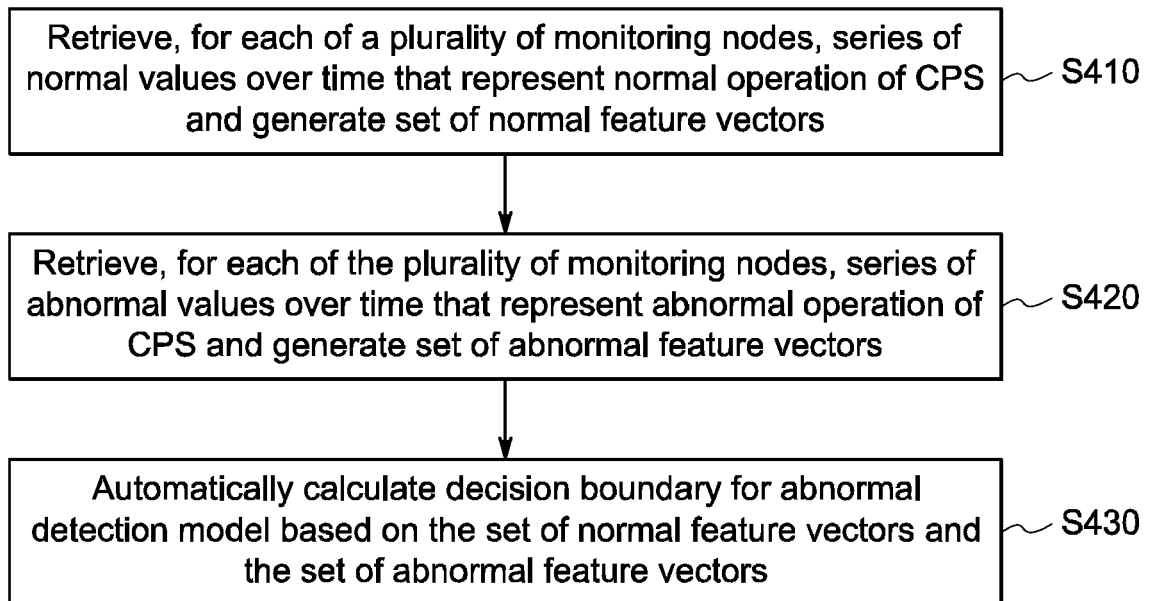 Retrieve, for each of a plurality of monitoring nodes, series of
normal values over time that represent normal operation of CPS
and generate set of normal feature vectors
S410
Retrieve, for each of the plurality of monitoring nodes, series of
abnormal values over time that represent abnormal operation of
CPS and generate set of abnormal feature vectors
S420
Automatically calculate decision boundary for abnormal
detection model based on the set of normal feature vectors and
the set of abnormal feature vectors
S430